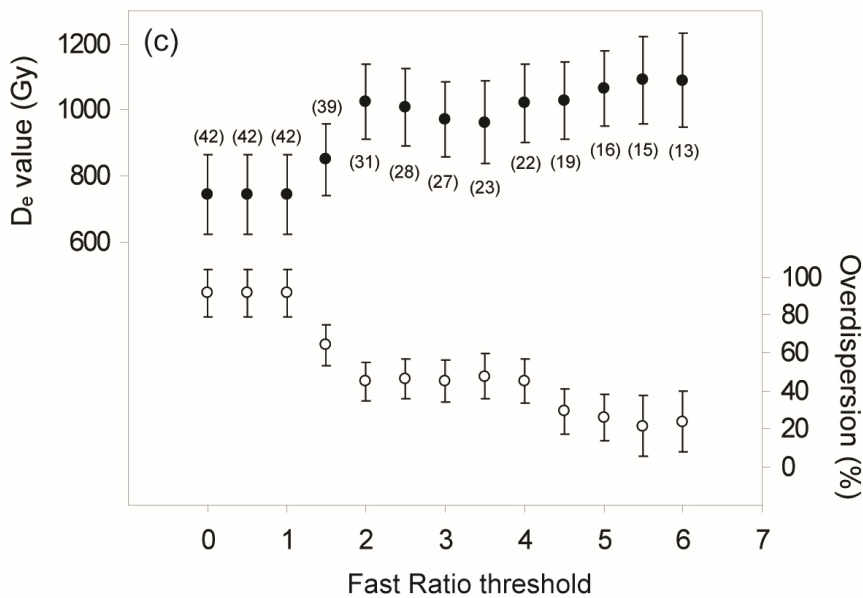 (c)
1200
1000
800
600
De value (Gy)
(42) (42) (42) (39) (31) (28) (27) (23) (22) (19) (16) (15) (13)
100
80
60
40
20
0
Overdispersion (%)
0 1 2 3 4 5 6 7
Fast Ratio threshold